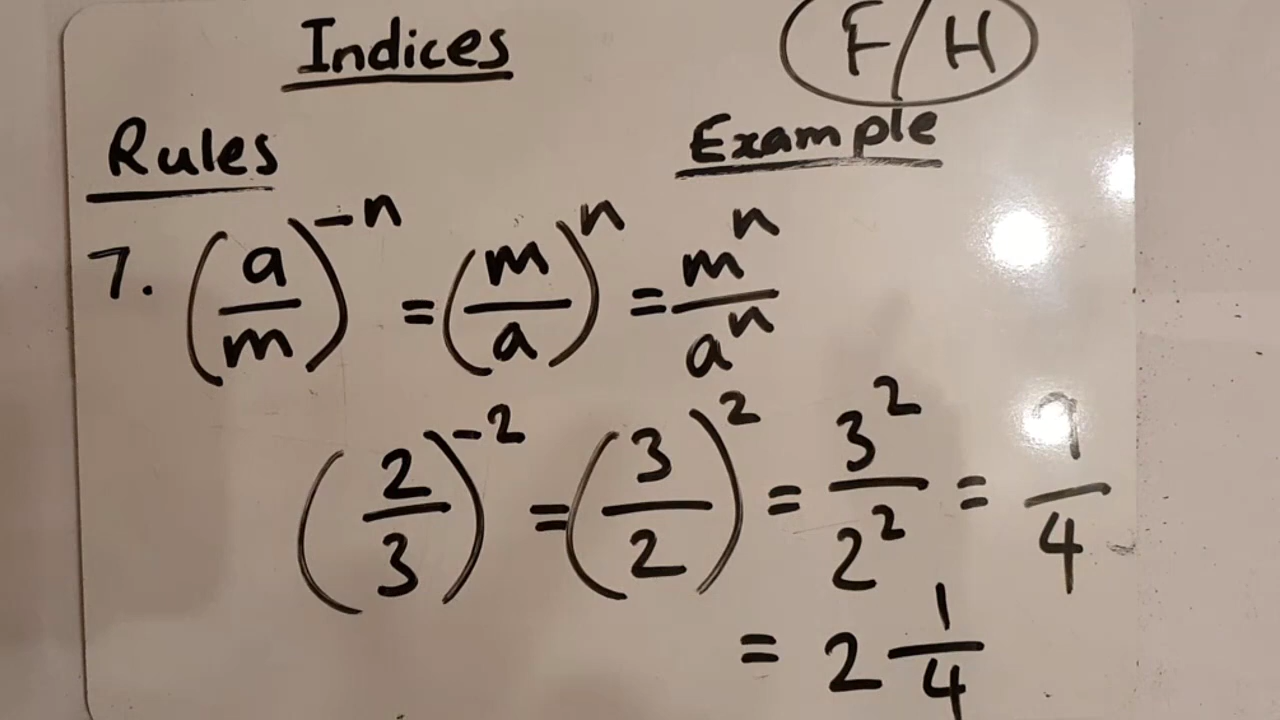 Indices F/H
Rules Example
7. (a/m)^-n = (m/a)^n = m^n/a^n
(2/3)^-2 = (3/2)^2 = 3^2/2^2 = 9/4
= 2 1/4